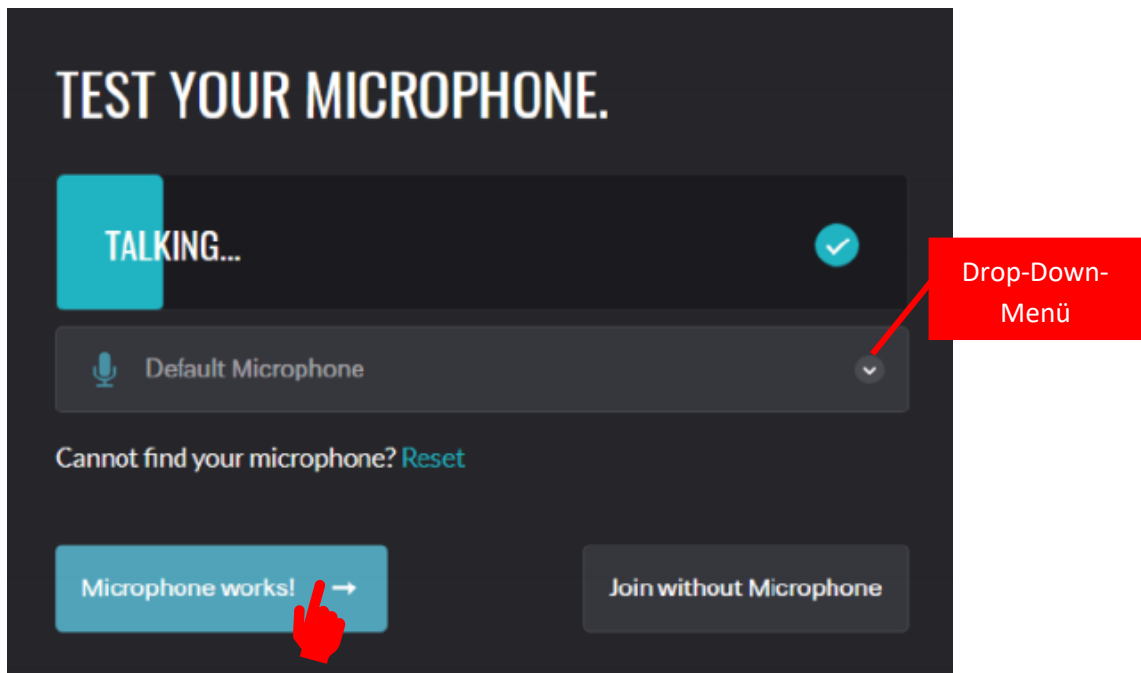 TEST YOUR MICROPHONE.
TALKING...
Drop-Down-
Menü
Default Microphone
Cannot find your microphone? Reset
Microphone works! →
Join without Microphone